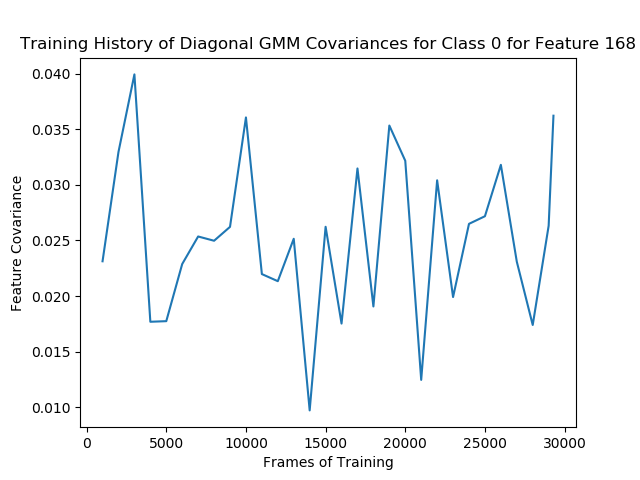 Training History of Diagonal GMM Covariances for Class 0 for Feature 168
0.040
0.035
0.030
0.025
0.020
0.015
0.010
Feature Covariance
0 5000 10000 15000 20000 25000 30000
Frames of Training